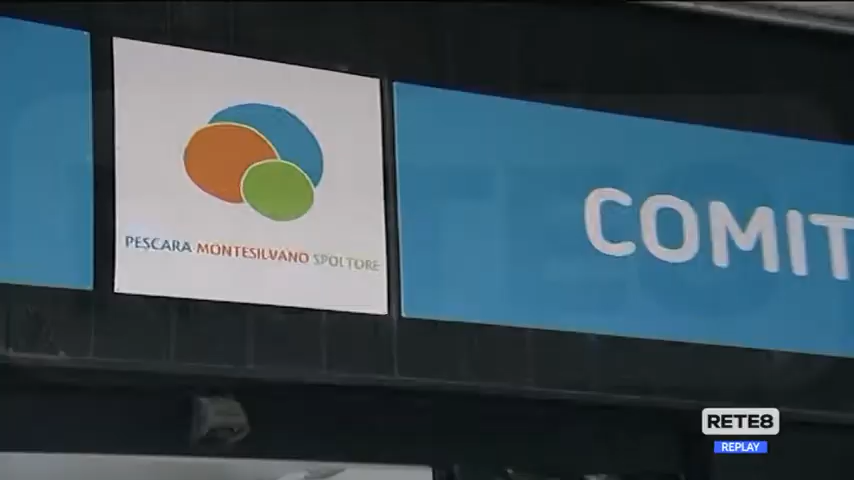 PESCARA MONTESILVANO SPOLTORE
COMIT
RETE8
REPLAY